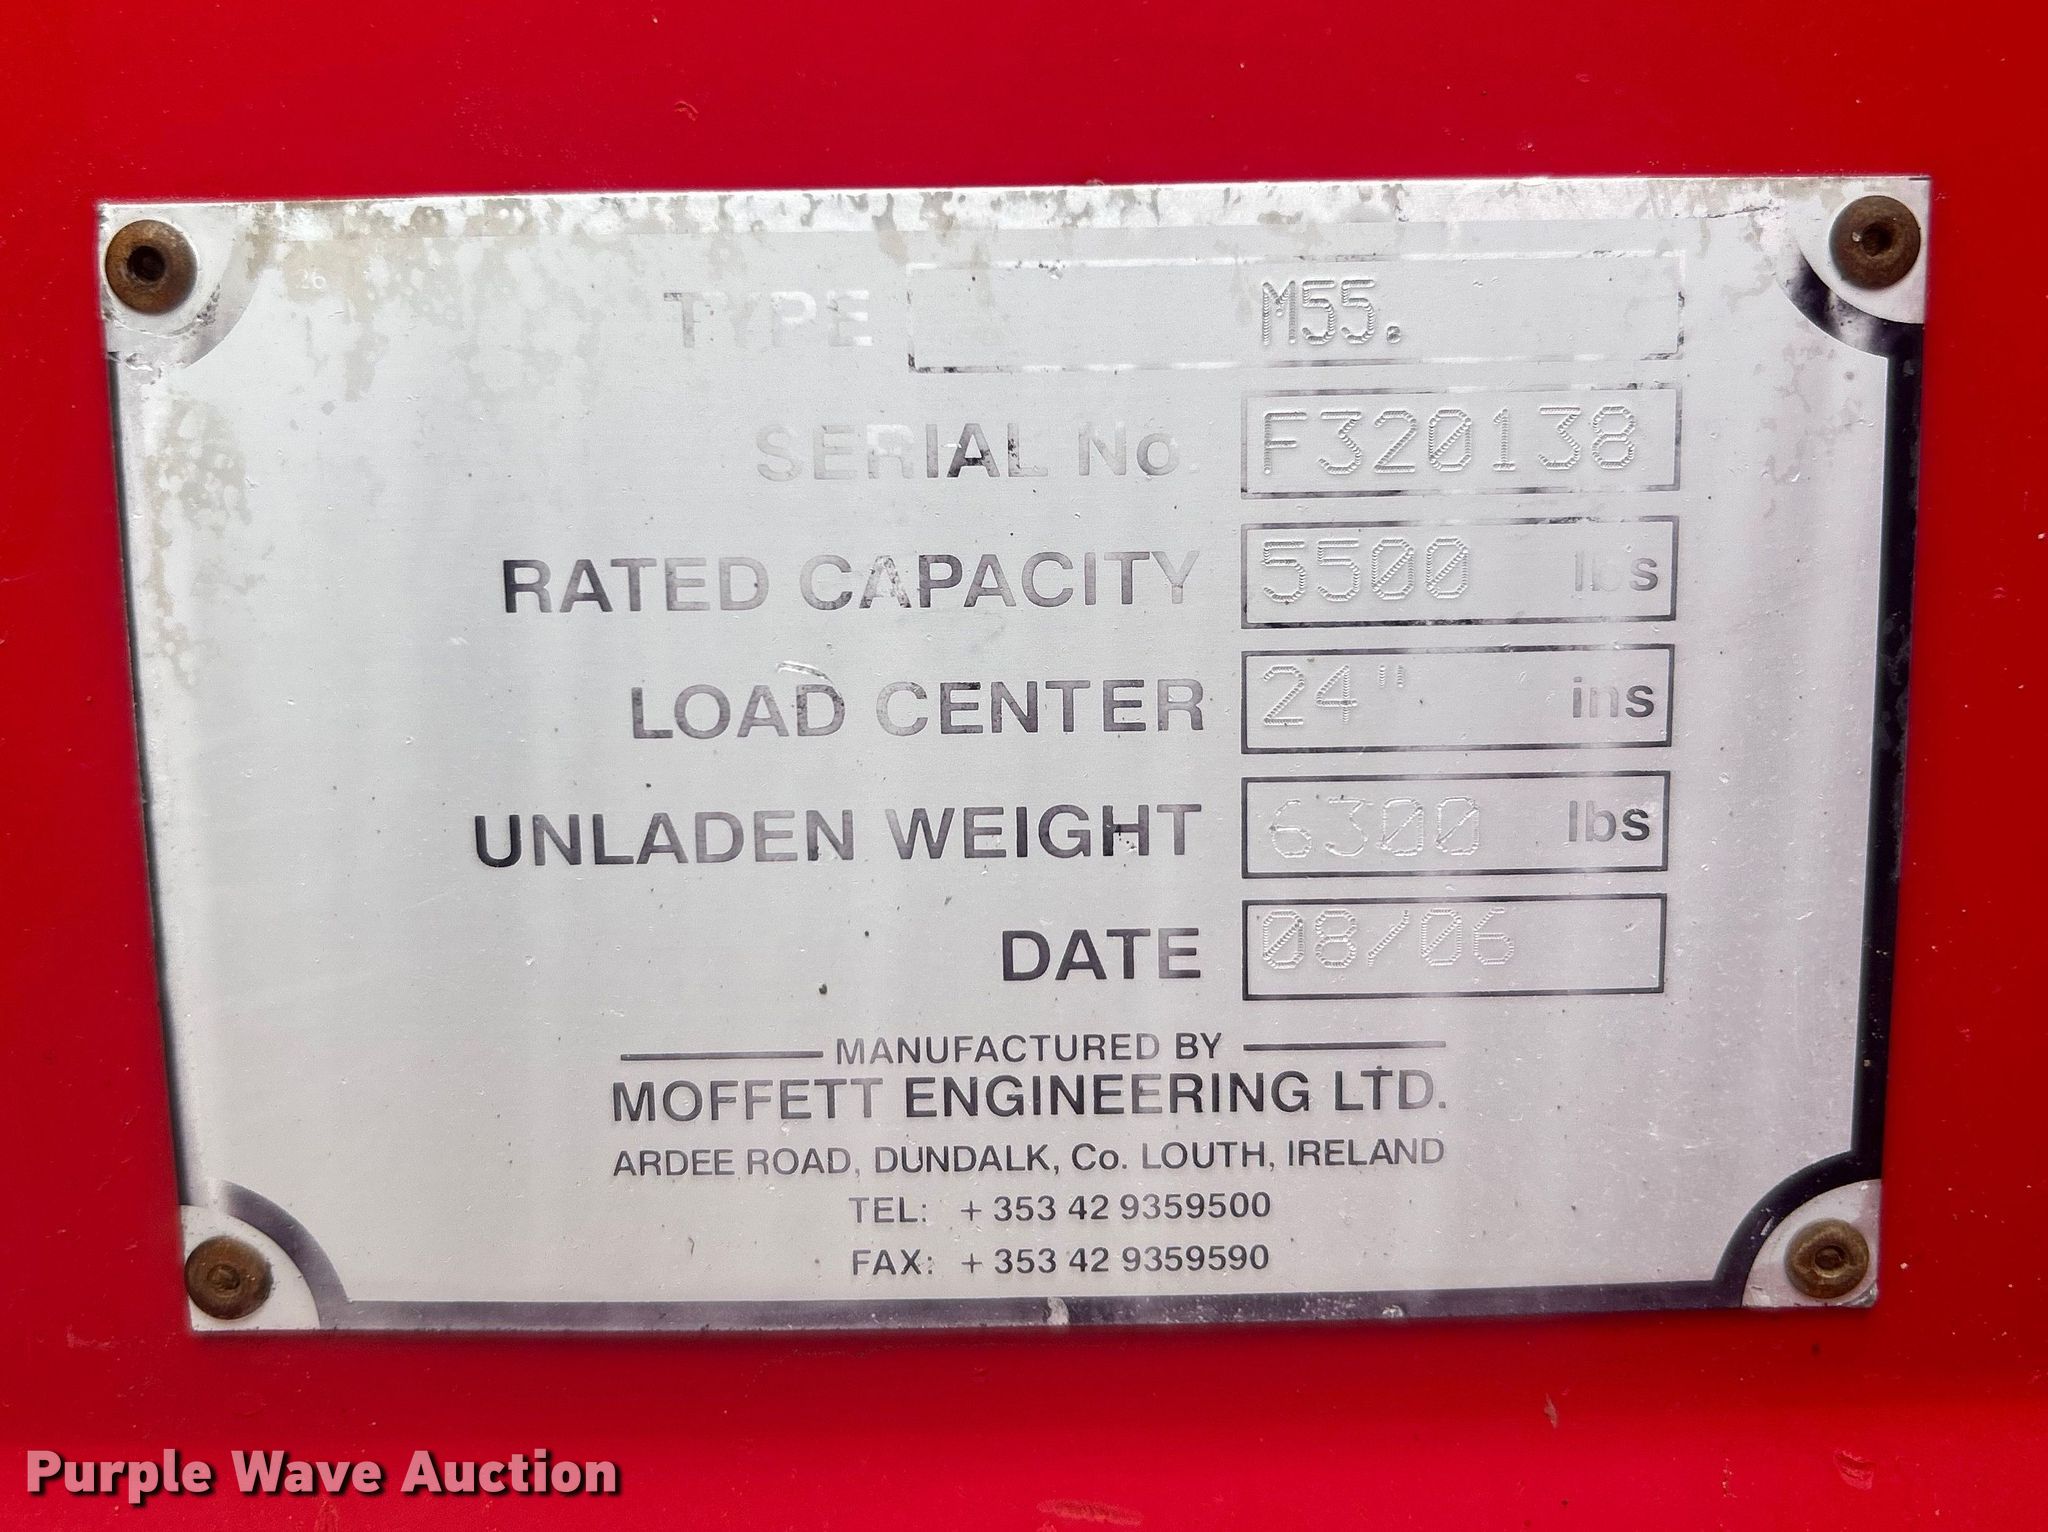 26
TYPE M55.
SERIAL No F320138
RATED CAPACITY 5500 lbs
LOAD CENTER 24" ins
UNLADEN WEIGHT 6300 lbs
DATE 08/06
MANUFACTURED BY
MOFFETT ENGINEERING LTD.
ARDEE ROAD, DUNDALK, Co. LOUTH, IRELAND
TEL: + 353 42 9359500
FAX: + 353 42 9359590
Purple Wave Auction